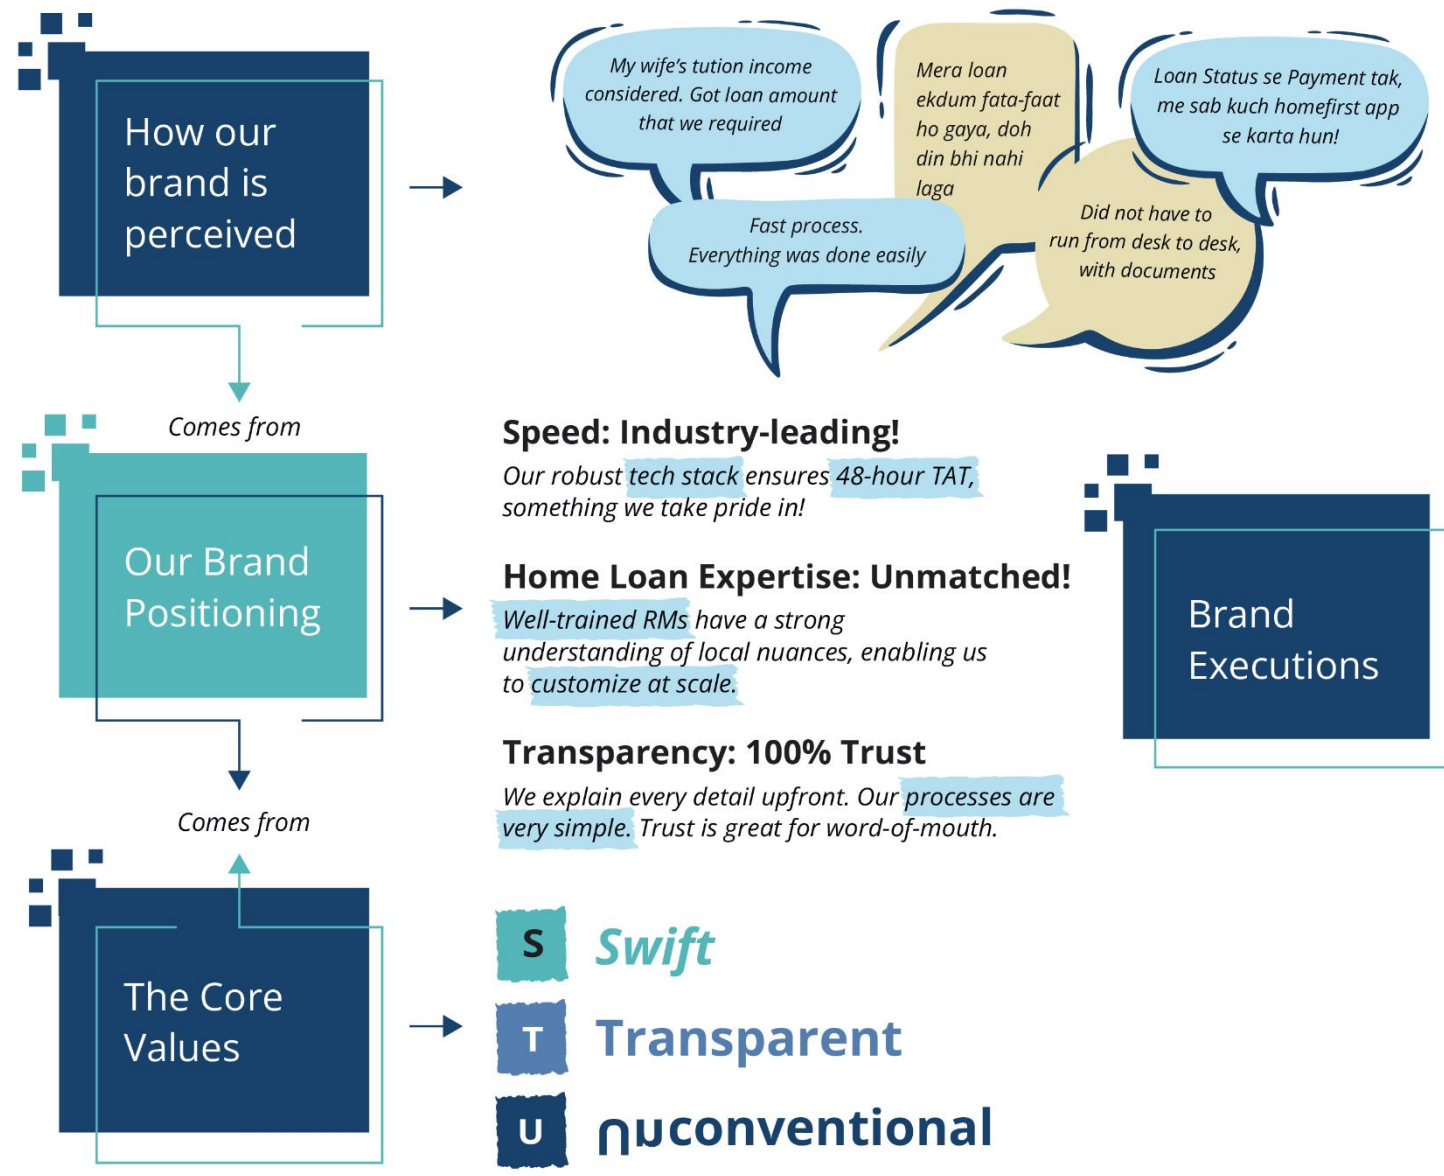 How our
brand is
perceived
My wife's tution income
considered. Got loan amount
that we required
Mera loan
ekdum fata-faat
ho gaya, doh
din bhi nahi
laga
Loan Status se Payment tak,
me sab kuch homefirst app
se karta hun!
Fast process.
Everything was done easily
Did not have to
run from desk to desk,
with documents
Comes from
Our Brand
Positioning
Speed: Industry-leading!
Our robust tech stack ensures 48-hour TAT,
something we take pride in!
Home Loan Expertise: Unmatched!
Well-trained RMs have a strong
understanding of local nuances, enabling us
to customize at scale.
Transparency: 100% Trust
We explain every detail upfront. Our processes are
very simple. Trust is great for word-of-mouth.
Brand
Executions
Comes from
The Core
Values
S Swift
T Transparent
U unconventional